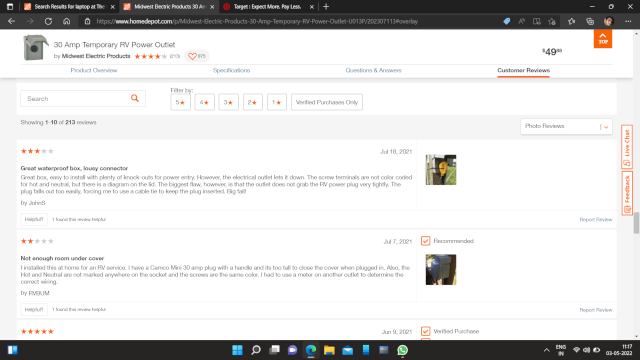 Search Results for laptop at The
Midwest Electric Products 30 Am
Target : Expect More. Pay Less.
https://www.homedepot.com/p/Midwest-Electric-Products-30-Amp-Temporary-RV-Power-Outlet-U013P/202307113#overlay
30 Amp Temporary RV Power Outlet
by Midwest Electric Products
$49
TOP
Product Overview
Specifications
Questions & Answers
Customer Reviews
Search
Filter by:
5★
4★
3★
2★
1★
Verified Purchases Only
Showing 1-10 of 213 reviews
Photo Reviews
Live Chat
Feedback
Jul 18, 2021
Great waterproof box, lousy connector
Great box, easy to install with plenty of knock-outs for power entry. However, the electrical outlet lets it down. The screw terminals are not color coded
for hot and neutral, but there is a diagram on the lid. The biggest flaw, however, is that the outlet does not grab the RV power plug very tightly. The
plug falls out too easily, forcing me to use a cable tie to keep the plug inserted. Big fail!
by JohnS
Helpful?
1 found this review helpful
Report Review
Jul 7, 2021
Recommended
Not enough room under cover
I installed this at home for an RV service. I have a Camco Mini 30 amp plug with a handle and its too tall to close the cover when plugged in. Also, the
Hot and Neutral are not marked anywhere on the socket and the screws are the same color. I had to use a meter on another outlet to determine the
correct wiring.
by
Helpful?
1 found this review helpful
Report Review
Jun 9, 2021
Verified Purchase
ENG
IN
11:17
03-05-2022